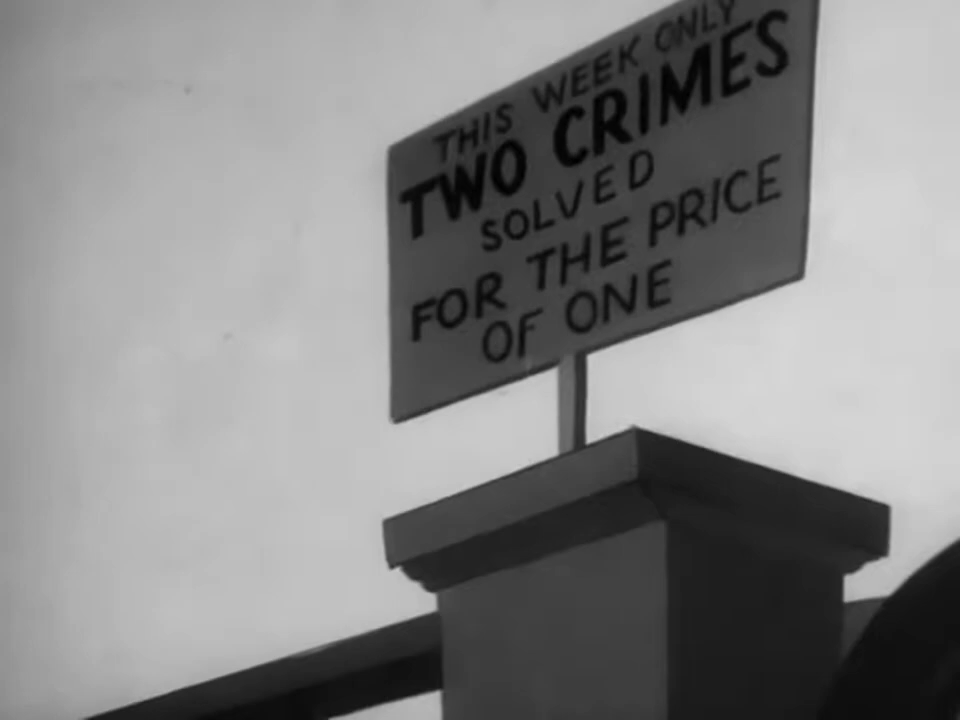 THIS WEEK ONLY
TWO CRIMES
SOLVED
FOR THE PRICE
OF ONE